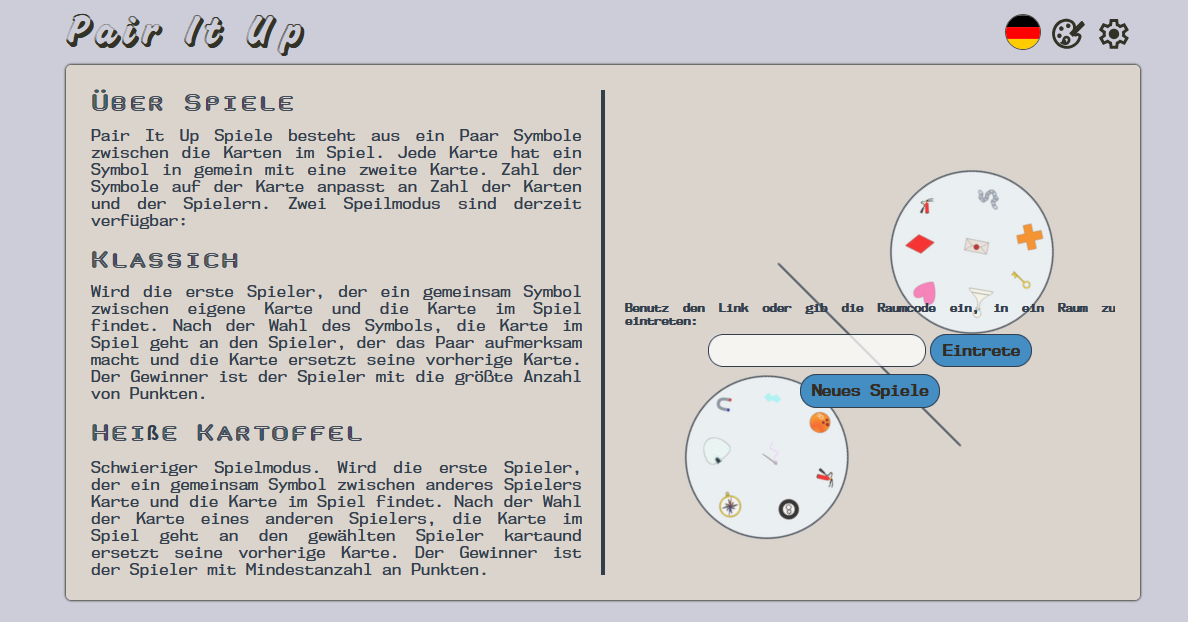 Pair It Up
Über Spiele
Pair It Up Spiele besteht aus ein Paar Symbole
zwischen die Karten im Spiel. Jede Karte hat ein
Symbol in gemein mit eine zweite Karte. Zahl der
Symbole auf der Karte anpasst an Zahl der Karten
und der Spielern. Zwei Speilmodus sind derzeit
verfügbar:
Klassich
Wird die erste Spieler, der ein gemeinsam Symbol
zwischen eigene Karte und die Karte im Spiel
findet. Nach der Wahl des Symbols, die Karte im
Spiel geht an den Spieler, der das Paar aufmerksam
macht und die Karte ersetzt seine vorherige Karte.
Der Gewinner ist der Spieler mit die größte Anzahl
von Punkten.
Heiße Kartoffel
Schwieriger Spielmodus. Wird die erste Spieler,
der ein gemeinsam Symbol zwischen anderes Spielers
Karte und die Karte im Spiel findet. Nach der Wahl
der Karte eines anderen Spielers, die Karte im
Spiel geht an den gewählten Spieler kartaund
ersetzt seine vorherige Karte. Der Gewinner ist
der Spieler mit Mindestanzahl an Punkten.
Benutz den Link oder gib die Raumcode ein, in ein Raum zu
eintreten:
Eintrete
Neues Spiele
8